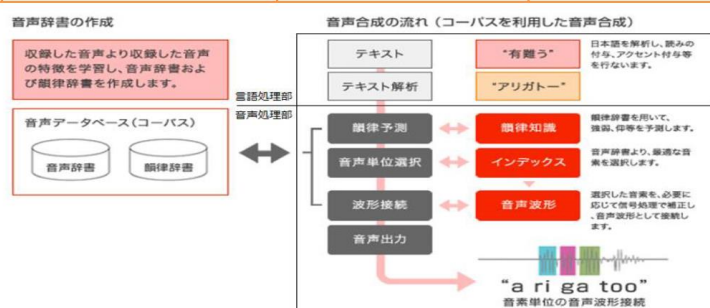 音声辞書の作成
収録した音声より収録した音声
の特徴を学習し、音声辞書およ
び韻律辞書を作成します。
言語処理部
音声処理部
音声データベース(コーパス)
音声辞書
韻律辞書
音声合成の流れ(コーパスを利用した音声合成)
テキスト
"有難う"
日本語を解析し、読みの
付与、アクセント付与等
を行ないます。
テキスト解析
"アリガトー"
韻律予測
韻律知識
韻律辞書を用いて、
強弱、抑等を予測します。
音声単位選択
インデックス
音声辞書より、最適な音
素を選択します。
波形接続
音声波形
選択した音素を、必要に
応じて信号処理で補正し
、音声波形として接続し
ます。
音声出力
"a ri ga too"
音素単位の音声波形接続